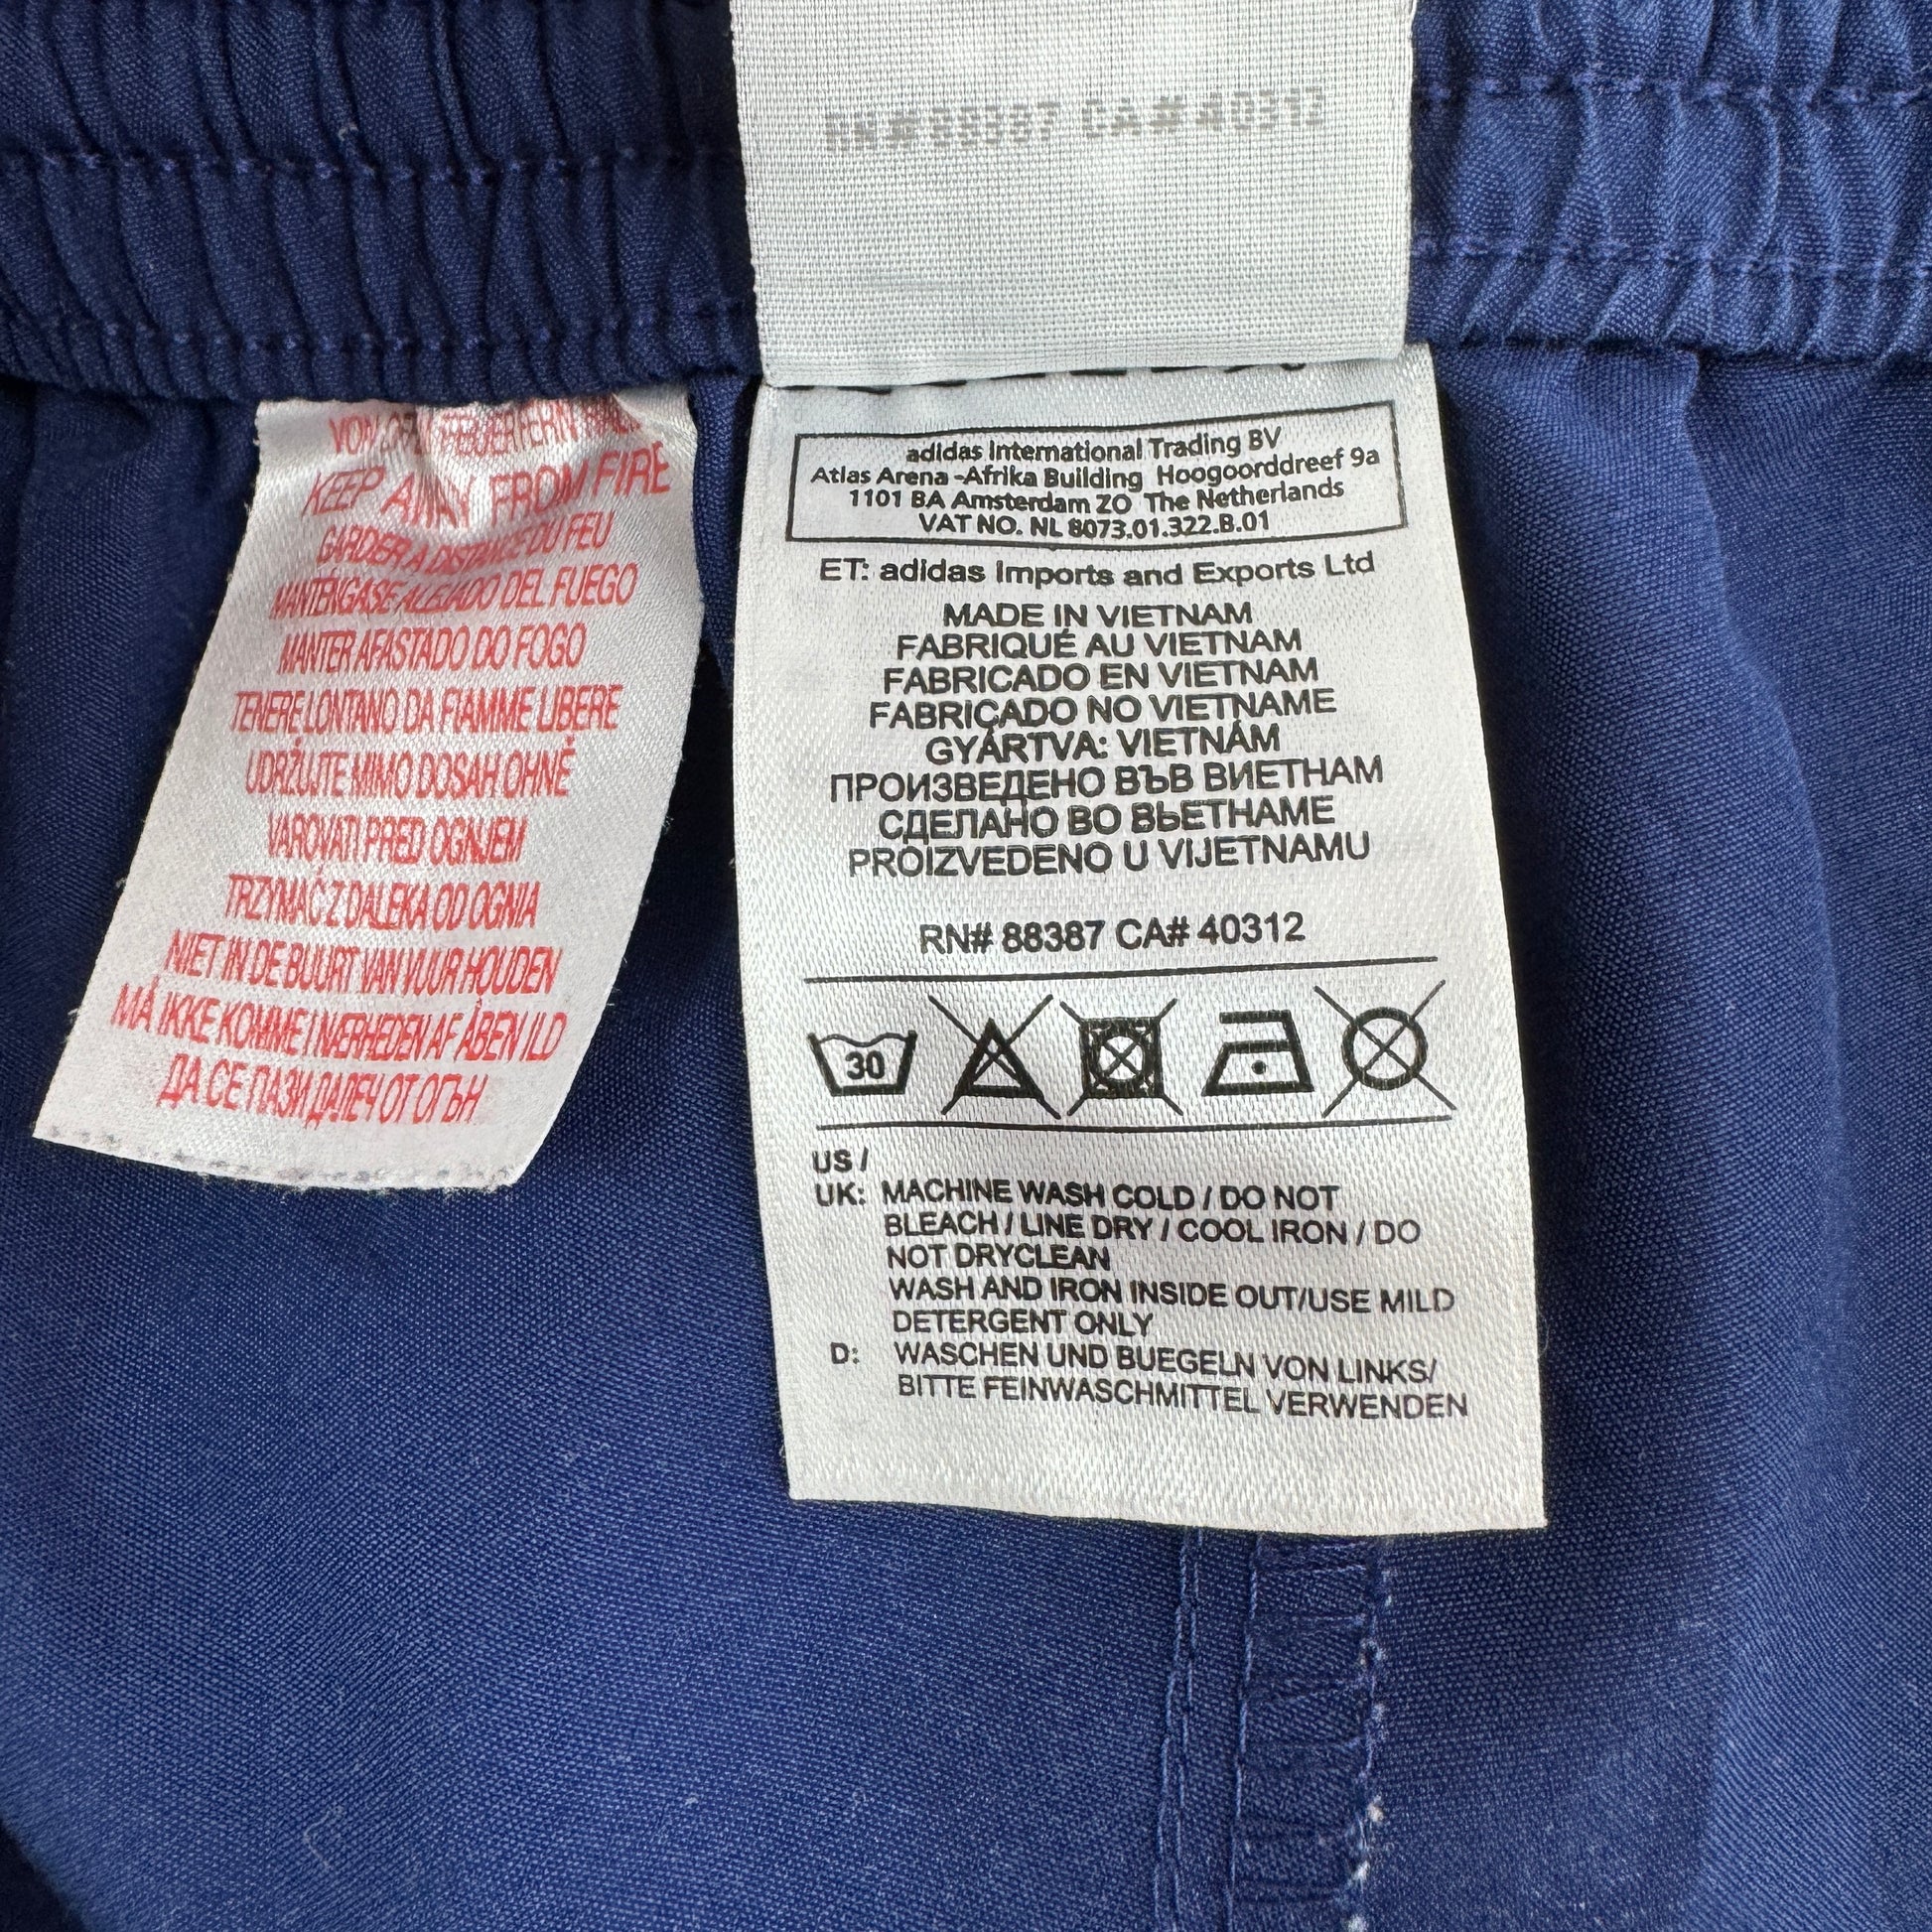 RN# 88387 CA# 40312
KEEP AWAY FROM FIRE
GARDER A DISTANCE DU FEU
MANTÉNGASE ALEJADO DEL FUEGO
MANTER AFASTADO DO FOGO
TENERE LONTANO DA FIAMME LIBERE
UDRŽUJTE MIMO DOSAH OHNĚ
VAROVATI PRED OGNJEM
TRZYMAĆ Z DALEKA OD OGNIA
NIET IN DE BUURT VAN VUUR HOUDEN
MÅ IKKE KOMME I NÆRHEDEN AF ÅBEN ILD
ДА СЕ ПАЗИ ДАЛЕЧ ОТ ОГЪН
adidas International Trading BV
Atlas Arena -Afrika Building Hoogoorddreef 9a
1101 BA Amsterdam ZO The Netherlands
VAT NO. NL 8073.01.322.B.01
ET: adidas Imports and Exports Ltd
MADE IN VIETNAM
FABRIQUÉ AU VIETNAM
FABRICADO EN VIETNAM
FABRICADO NO VIETNAME
GYÁRTVA: VIETNÁM
ПРОИЗВЕДЕНО ВЪВ ВИЕТНАМ
СДЕЛАНО ВО ВЬЕТНАМЕ
PROIZVEDENO U VIJETNAMU
RN# 88387 CA# 40312
30
US /
UK: MACHINE WASH COLD / DO NOT
BLEACH / LINE DRY / COOL IRON / DO
NOT DRYCLEAN
WASH AND IRON INSIDE OUT/USE MILD
DETERGENT ONLY
D: WASCHEN UND BUEGELN VON LINKS/
BITTE FEINWASCHMITTEL VERWENDEN